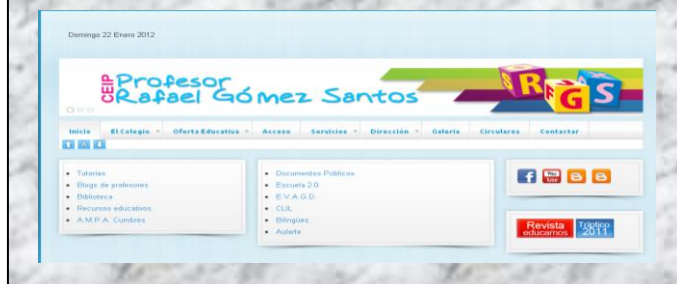 Domingo 22 Enero 2012
CEIP
Profesor
Rafael Gómez Santos
R F G S
Inicio El Colegio Oferta Educativa Acceso Servicios Dirección Galería Circulares Contactar
A
Tutorías
Blogs de profesores
Biblioteca
Recursos educativos
A.M.P.A. Cumbres
Documentos Públicos
Escuela 2.0
E.V.A.G.D.
CLIL
Bilingües
Aularte
f You Tube B B
Revista
educarnos
Tríptico
2011